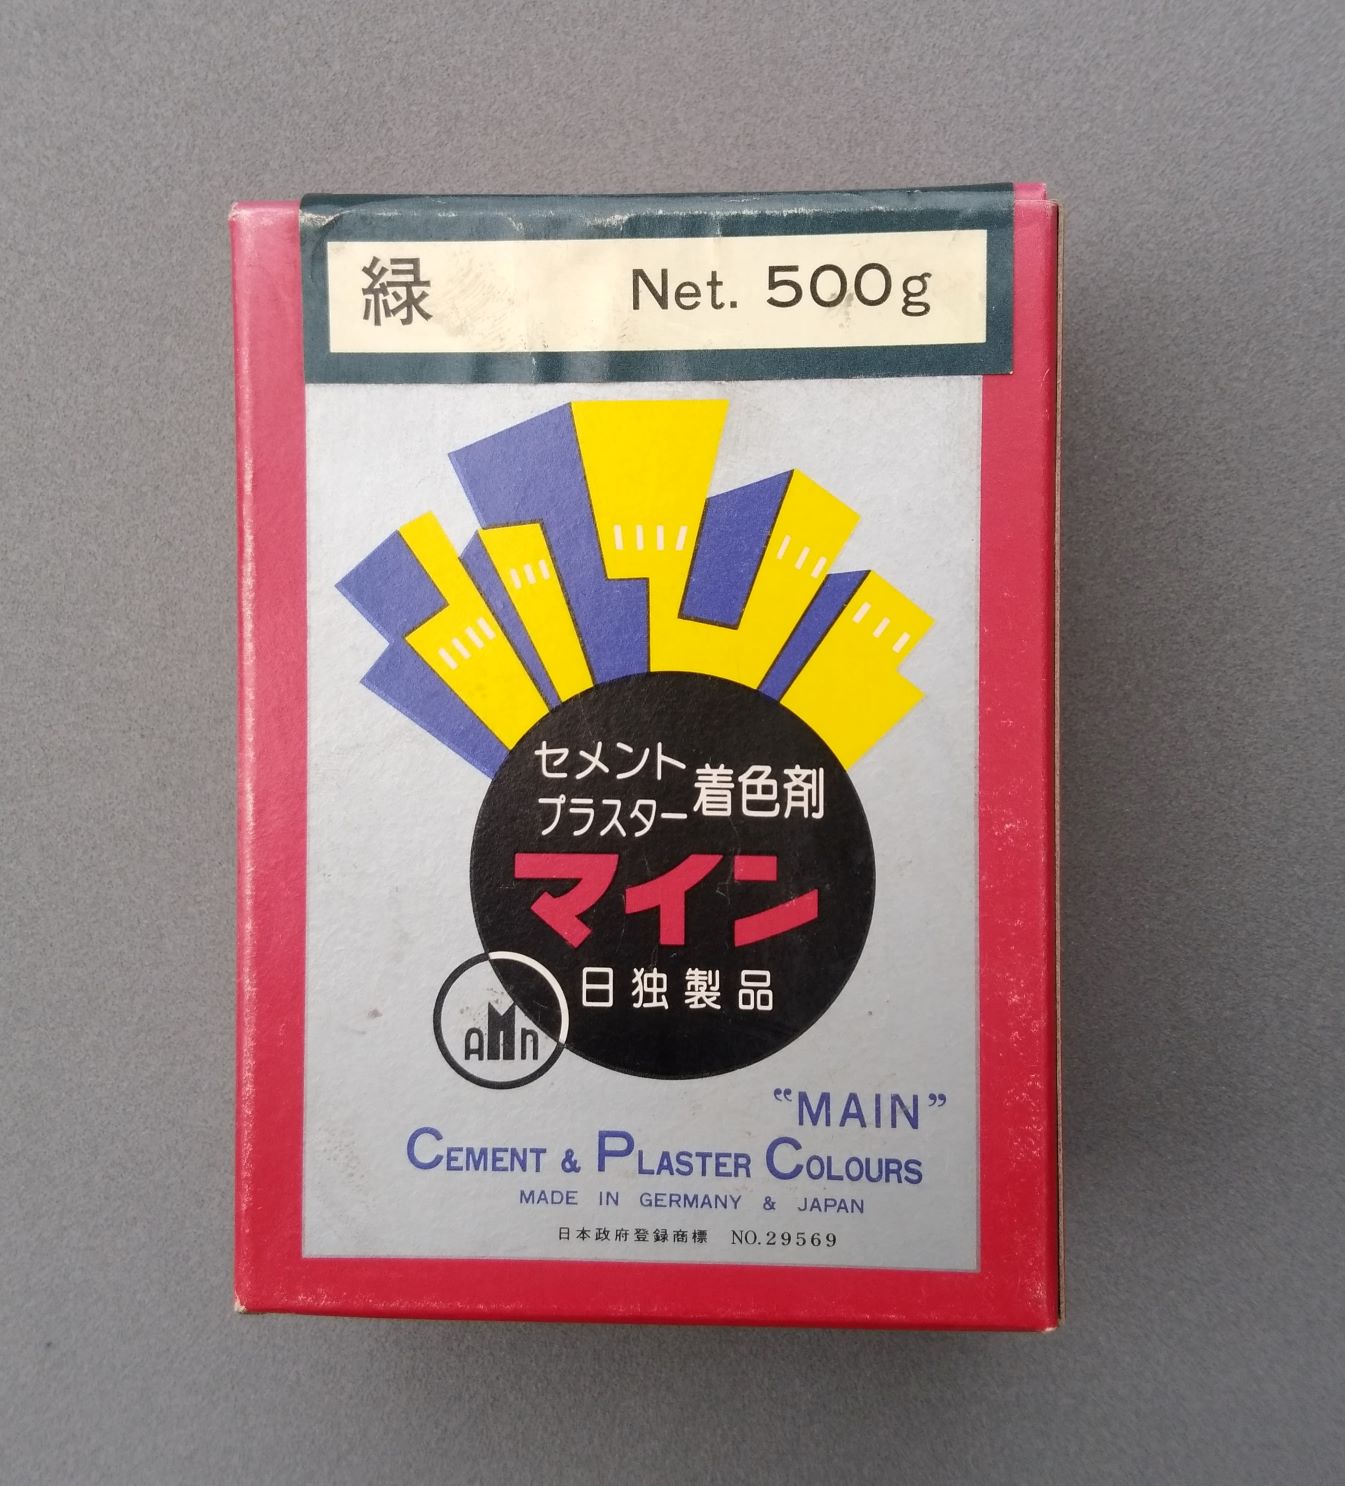 緑 Net. 500g
セメント
プラスター 着色剤
マイン
日独製品
AMn
“MAIN”
CEMENT & PLASTER COLOURS
MADE IN GERMANY & JAPAN
日本政府登録商標 NO.29569